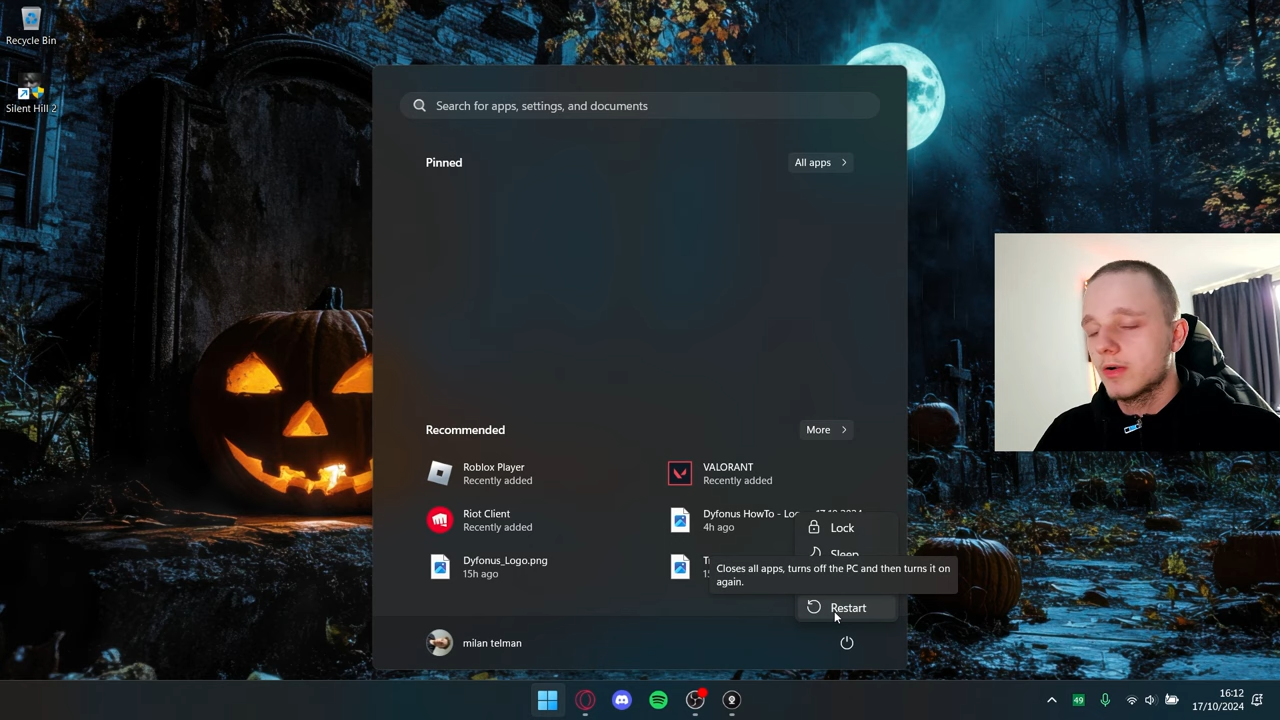 Recycle Bin
Silent Hill 2
Search for apps, settings, and documents
Pinned
All apps
Recommended
More
Roblox Player
Recently added
VALORANT
Recently added
Riot Client
Recently added
Dyfonus HowTo - Lo
4h ago
Lock
Sleep
Dyfonus_Logo.png
15h ago
Closes all apps, turns off the PC and then turns it on
again.
Restart
milan telman
49
16:12
17/10/2024